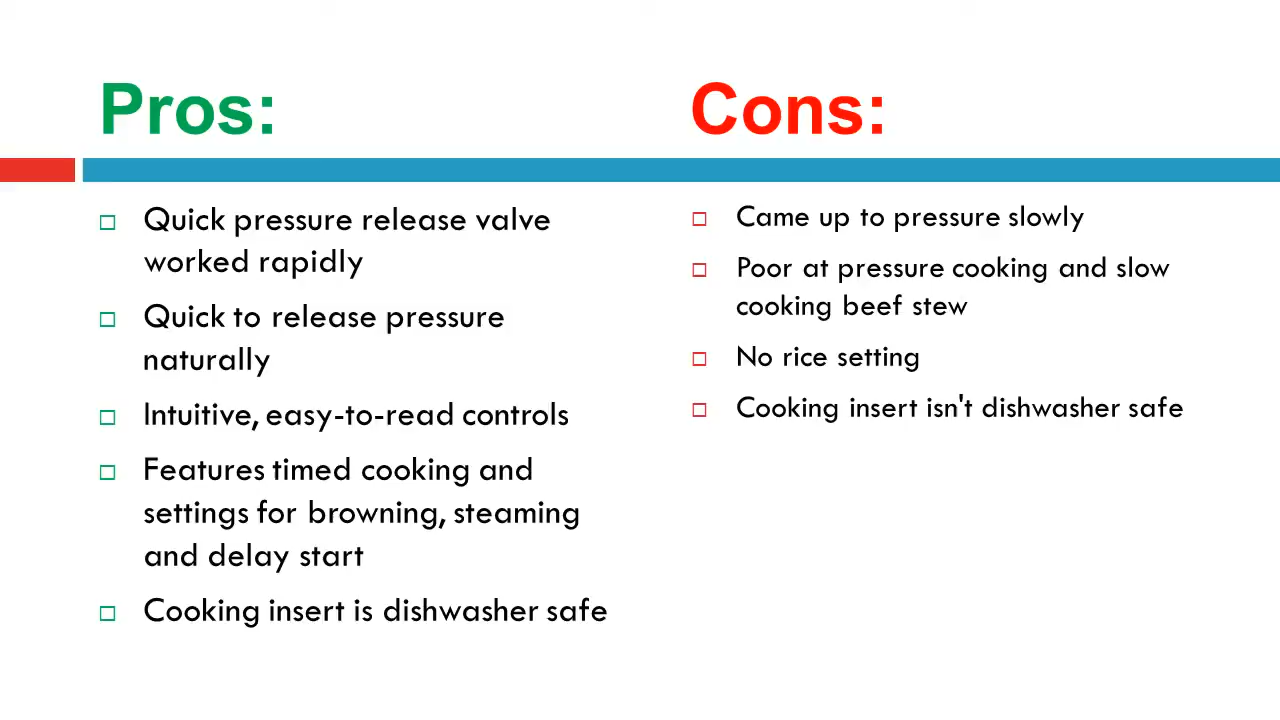 Pros:
Quick pressure release valve
worked rapidly
Quick to release pressure
naturally
Intuitive, easy-to-read controls
Features timed cooking and
settings for browning, steaming
and delay start
Cooking insert is dishwasher safe
Cons:
Came up to pressure slowly
Poor at pressure cooking and slow
cooking beef stew
No rice setting
Cooking insert isn't dishwasher safe